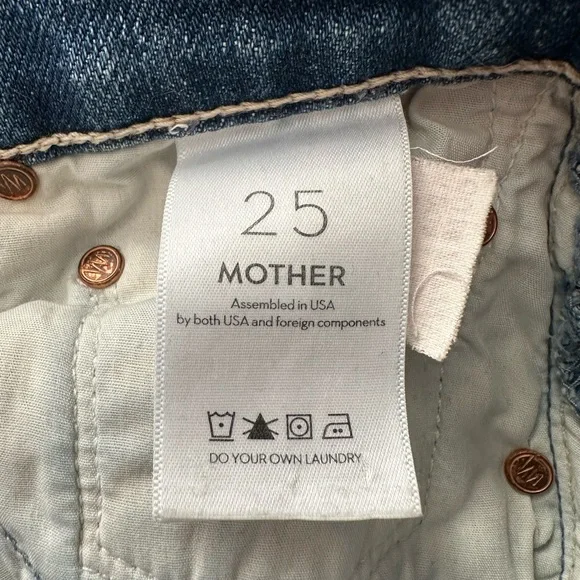 25
MOTHER
Assembled in USA
by both USA and foreign components
DO YOUR OWN LAUNDRY